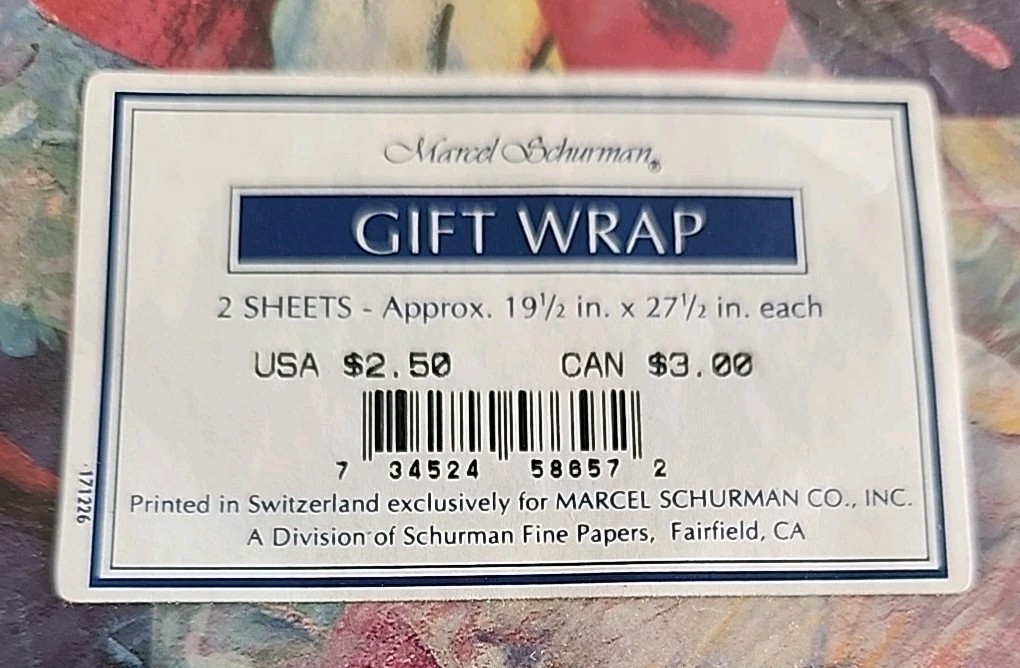 Marcel Schurman®
GIFT WRAP
2 SHEETS - Approx. 19½ in. x 27½ in. each
USA $2.50 CAN $3.00
7 34524 58657 2
Printed in Switzerland exclusively for MARCEL SCHURMAN CO., INC.
A Division of Schurman Fine Papers, Fairfield, CA
171226